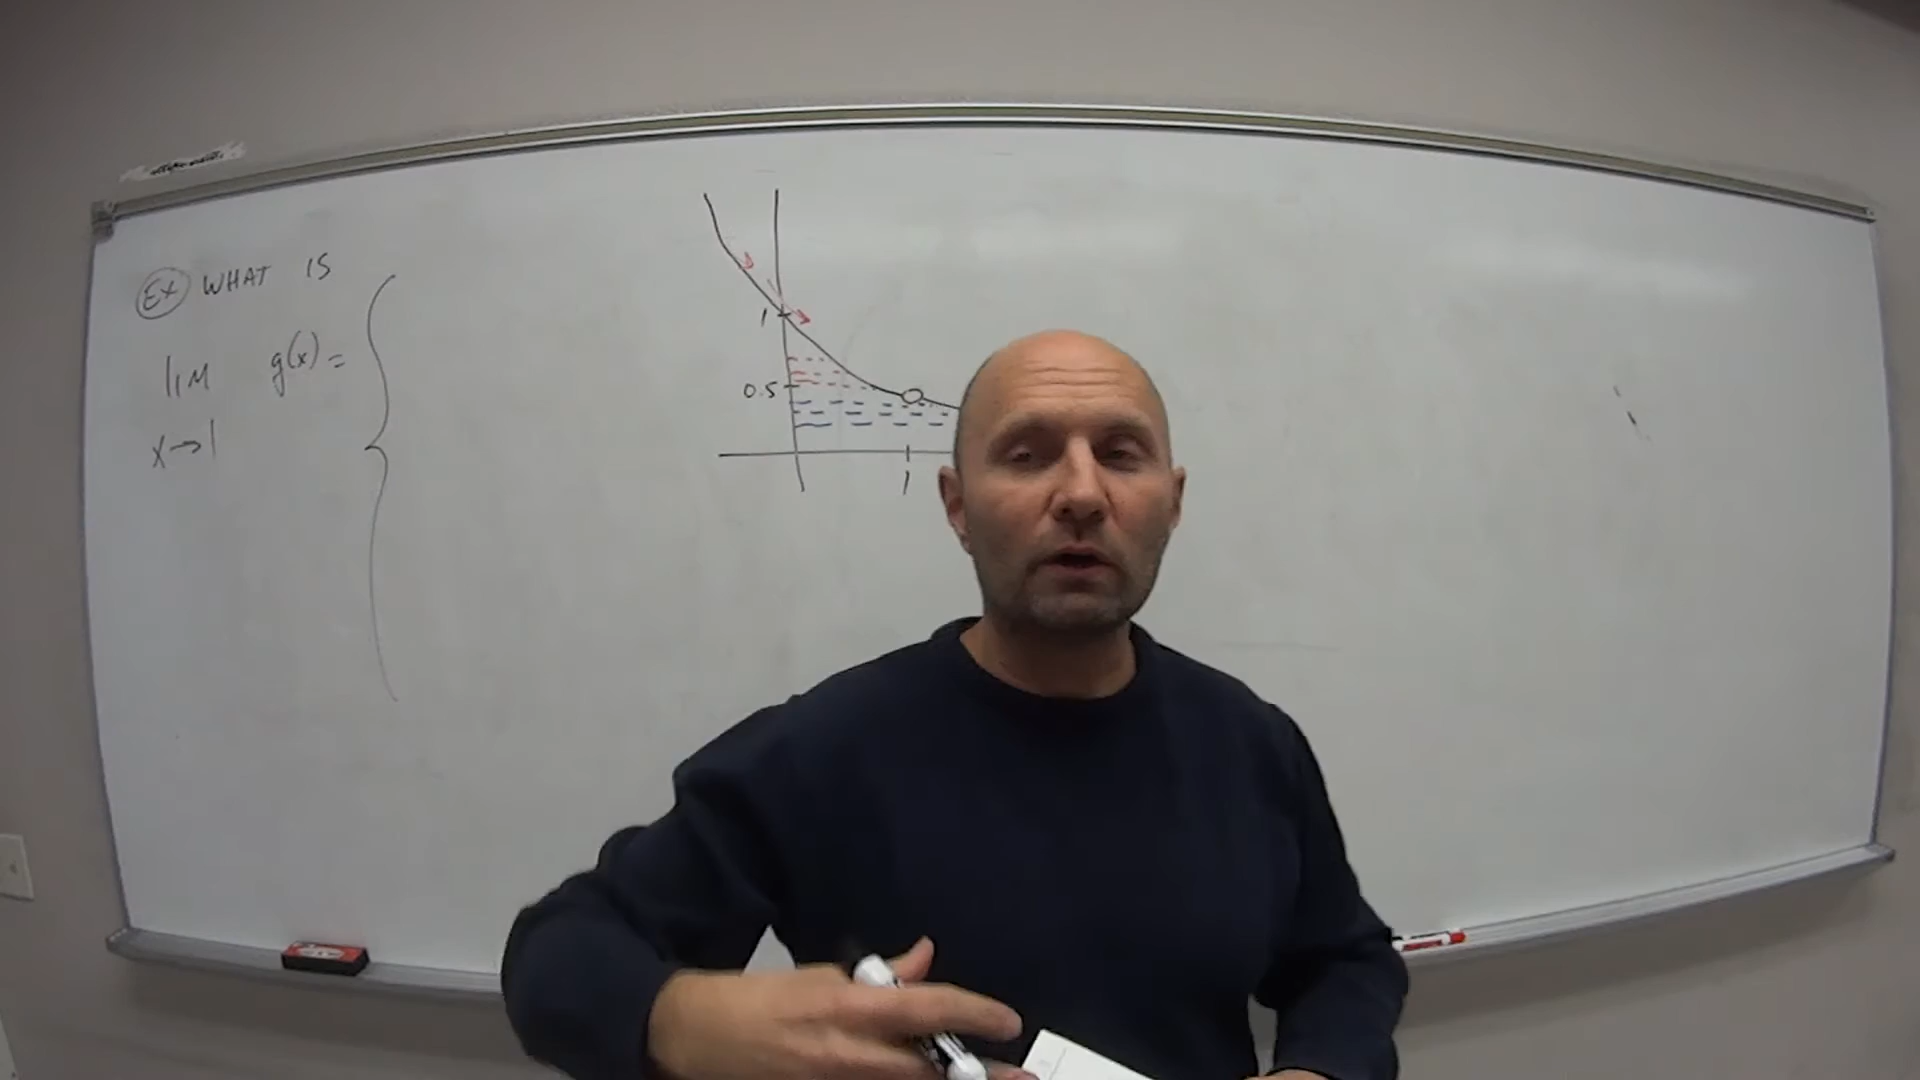 EX WHAT IS
lim g(x) = {
x→1
1
0.5
1